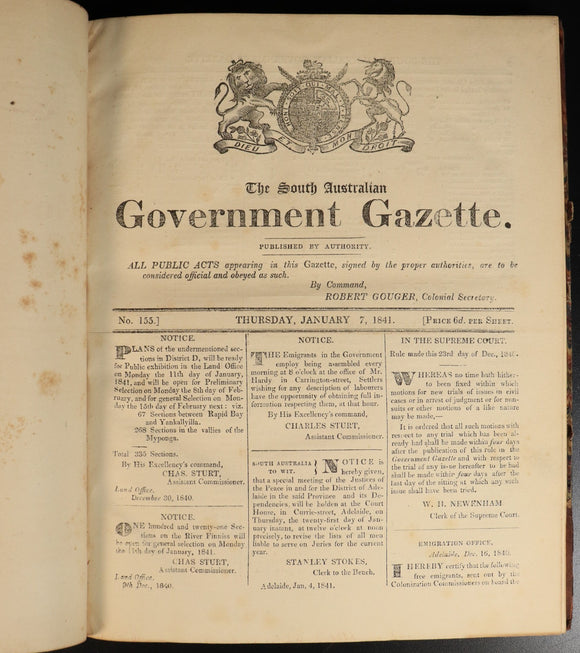 DIEU ET MON DROIT
The South Australian
Government Gazette.
PUBLISHED BY AUTHORITY.
ALL PUBLIC ACTS appearing in this Gazette, signed by the proper authorities, are to be
considered official and obeyed as such.
By Command,
ROBERT GOUGER, Colonial Secretary.
No. 155.] THURSDAY, JANUARY 7, 1841. [PRICE 6d. PER SHEET.
NOTICE.
PLANS of the undermentioned sec-
tions in District D, will be ready
for Public exhibition in the Land Office
on Monday the 11th day of January,
1841, and will be open for Preliminary
Selection on Monday the 8th day of Feb-
ruary, and for general Selection on Mon-
day the 15th day of February next: viz.
67 Sections between Rapid Bay
and Yankallyilla.
268 Sections in the vallies of the
Myponga.
Total 335 Sections.
By His Excellency's command,
CHAS. STURT,
Assistant Commissioner.
Land Office.
December 30, 1840.
NOTICE.
ONE hundred and twenty-one Sec-
tions on the River Finniss will
be open for general selection on Monday
the 11th day of January, 1841.
CHAS STURT,
Assistant Commissioner.
Land Office.
9th Dec., 1840.
NOTICE.
THE Emigrants in the Government
employ being assembled every
morning at 8 o'clock at the office of Mr.
Hardy in Carrington-street, Settlers
wishing for any description of labourers
have the opportunity of obtaining full in-
formation respecting them, at that hour.
By His Excellency's command,
CHARLES STURT,
Assistant Commissioner.
SOUTH AUSTRALIA
TO WIT.
NOTICE is
hereby given,
that a special meeting of the Justices of
the Peace in and for the District of Ade-
laide in the said Province and its De-
pendencies, will be holden at the Court
House, in Currie-street, Adelaide, on
Thursday, the twenty-first day of Jan-
uary instant, at twelve o'clock at noon
precisely, to revise the lists of all men
liable to serve on Juries for the current
year.
STANLEY STOKES,
Clerk to the Bench.
Adelaide, Jan, 4, 1841.
IN THE SUPREME COURT.
Rule made this 23rd day of Dec., 1840.
WHEREAS no time hath hither-
to been fixed within which
motions for new trials of issues in civil
cases or in arrest of judgment or for non-
suits or other motions of a like nature
may be made,—
It is ordered that all such motions with
respect to any trial which has been al-
ready had shall be made within four days
after the publication of this rule in the
Government Gazette and with respect to
the trial of any issue hereafter to be had
shall be made within four days after the
last day of the sitting at which any such
issue shall have been tried.
W. B. NEWENHAM
Clerk of the Supreme Court.
EMIGRATION OFFICE,
Adelaide, Dec. 16, 1840.
I HEREBY certify that the following
free emigrants, sent out by the
Colonization Commissioners on board the